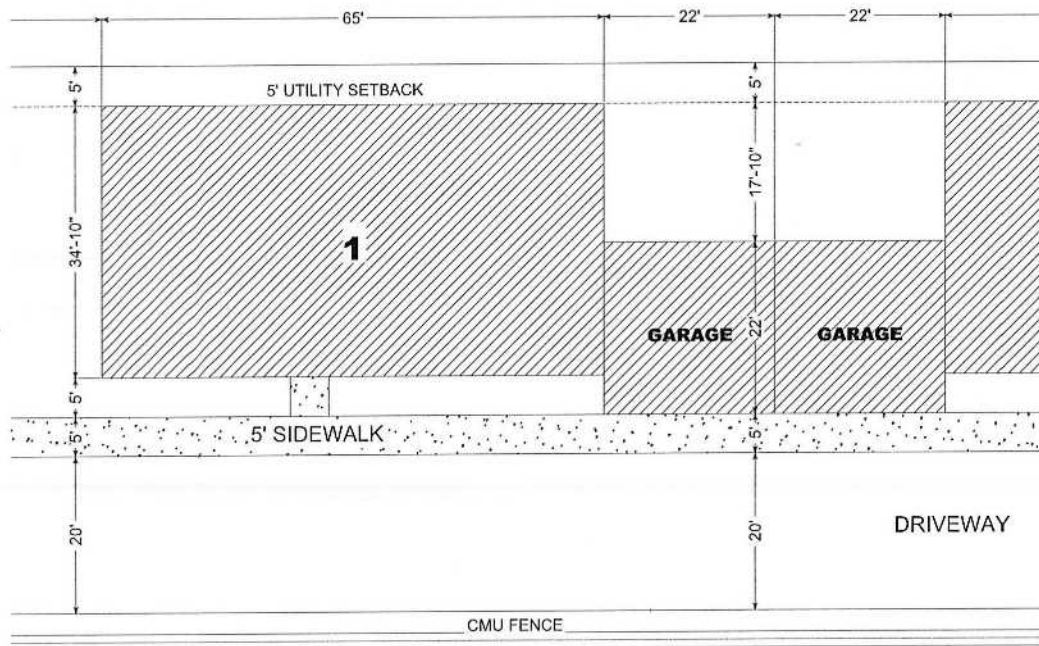 65'
22'
22'
5'
5' UTILITY SETBACK
5'
34'-10"
17'-10"
1
GARAGE
22'
GARAGE
5'
5'
5' SIDEWALK
5'
20'
20'
DRIVEWAY
CMU FENCE